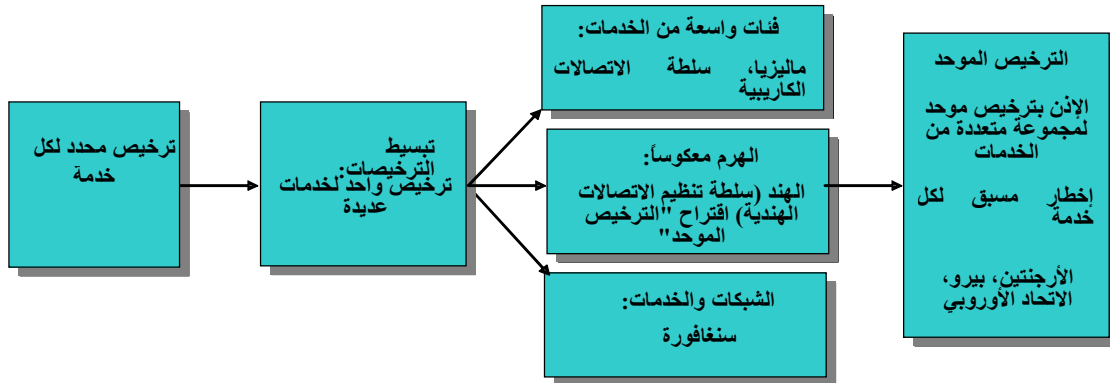 ترخيص محدد لكل
خدمة
تبسيط
الترخيصات:
ترخيص واحد لخدمات
عديدة
فئات واسعة من الخدمات:
ماليزيا، سلطة الاتصالات
الكاريبية
الهرم معكوساً:
الهند (سلطة تنظيم الاتصالات
الهندية) اقتراح "الترخيص
الموحد"
الشبكات والخدمات:
سنغافورة
الترخيص الموحد
الإذن بترخيص موحد
لمجموعة متعددة من
الخدمات
إخطار مسبق لكل
خدمة
الأرجنتين، بيرو،
الاتحاد الأوروبي